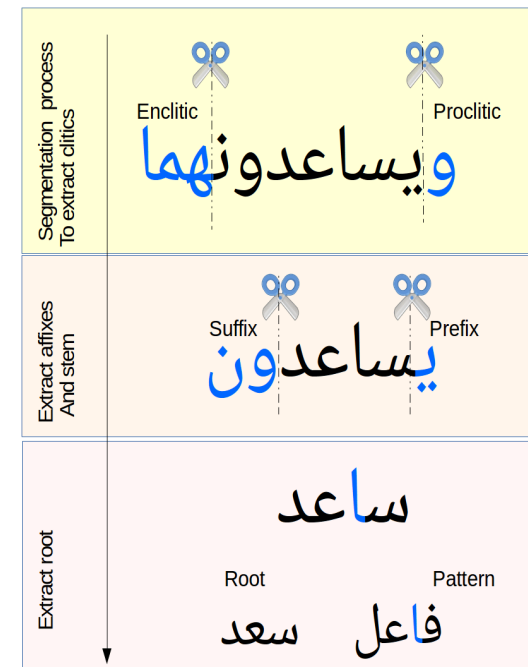 Segmentation process
To extract clitics
Enclitic
Proclitic
ويساعدونهما
Extract affixes
And stem
Suffix
Prefix
يساعدون
Extract root
ساعد
Root
Pattern
سعد
فاعل